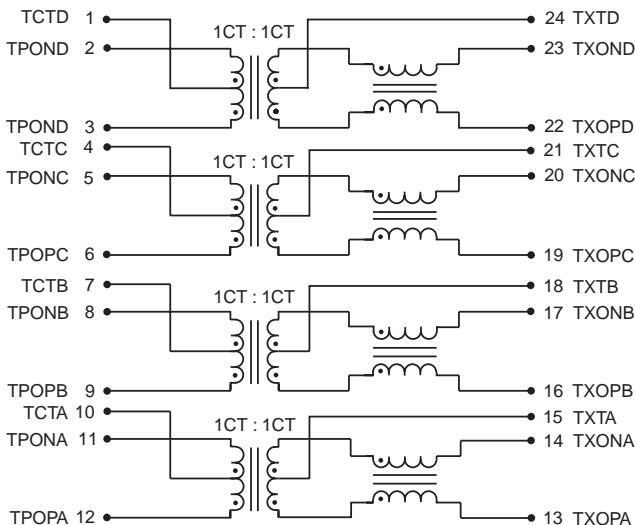 TCTD 1
24 TXTD
1CT : 1CT
TPOND 2
23 TXOND
TPOND 3
22 TXOPD
TCTC 4
21 TXTC
1CT : 1CT
TPONC 5
20 TXONC
TPOPC 6
19 TXOPC
TCTB 7
18 TXTB
1CT : 1CT
TPONB 8
17 TXONB
TPOPB 9
16 TXOPB
TCTA 10
15 TXTA
1CT : 1CT
TPONA 11
14 TXONA
TPOPA 12
13 TXOPA